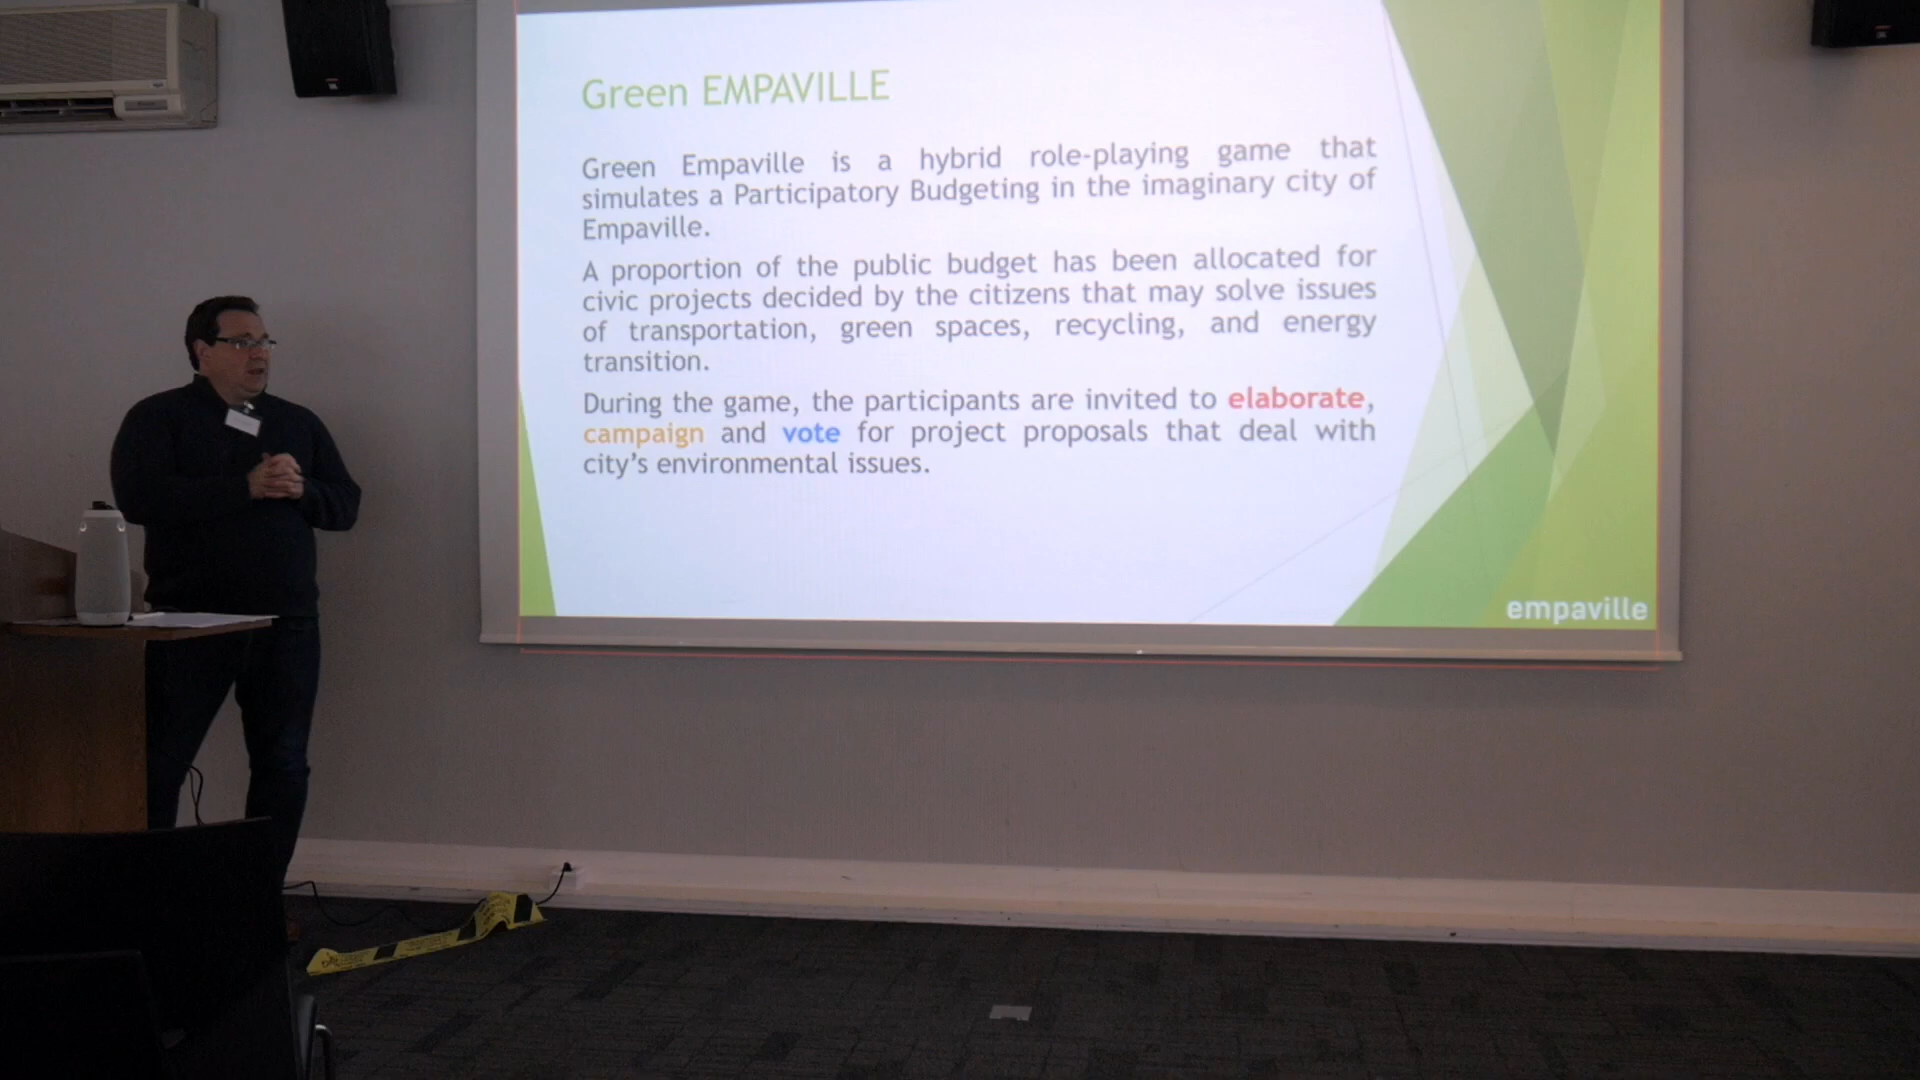 Green EMPAVILLE
Green Empaville is a hybrid role-playing game that
simulates a Participatory Budgeting in the imaginary city of
Empaville.
A proportion of the public budget has been allocated for
civic projects decided by the citizens that may solve issues
of transportation, green spaces, recycling, and energy
transition.
During the game, the participants are invited to elaborate,
campaign and vote for project proposals that deal with
city's environmental issues.
empaville